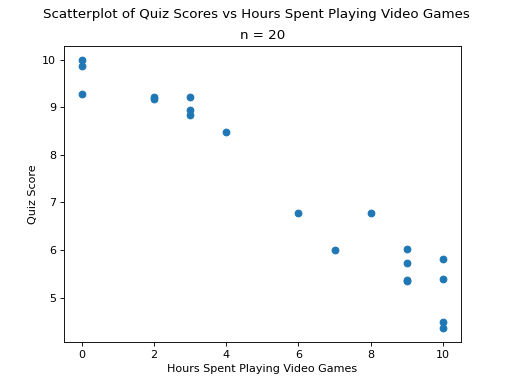 Scatterplot of Quiz Scores vs Hours Spent Playing Video Games
n = 20
10
9
8
7
6
5
Quiz Score
0 2 4 6 8 10
Hours Spent Playing Video Games